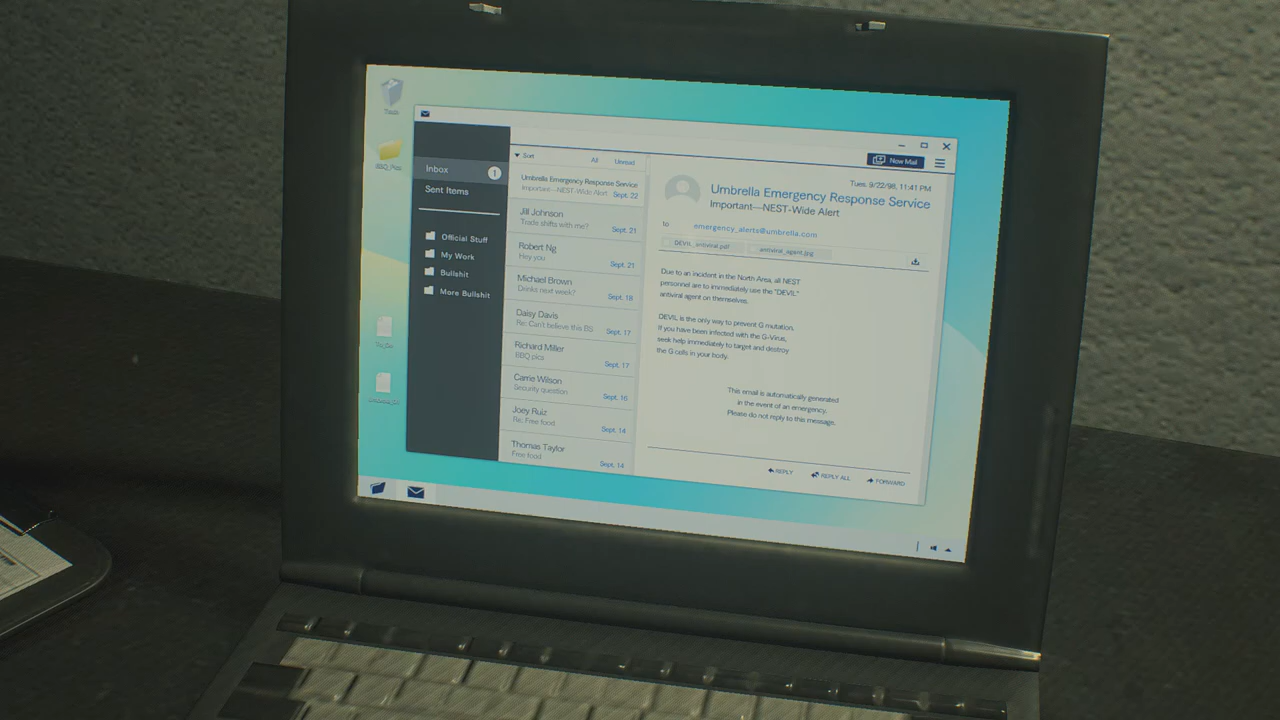 Inbox
1
Sent Items
Official Stuff
My Work
Bullshit
More Bullshit
Sort All Unread
Umbrella Emergency Response Service
Important—NEST-Wide Alert Sept. 22
Jill Johnson
Trade shifts with me? Sept. 21
Robert Ng
Hey you Sept. 21
Michael Brown
Drinks next week? Sept. 18
Daisy Davis
Re: Can't believe this BS Sept. 17
Richard Miller
BBQ pics Sept. 17
Carrie Wilson
Security question Sept. 16
Joey Ruiz
Re: Free food Sept. 14
Thomas Taylor
Free food Sept. 14
New Mail
Tues. 9/22/98, 11:41 PM
Umbrella Emergency Response Service
Important—NEST-Wide Alert
to emergency_alerts@umbrella.com
DEVIL_antiviral.pdf antiviral_agent.jpg
Due to an incident in the North Area, all NEST
personnel are to immediately use the "DEVIL"
antiviral agent on themselves.
DEVIL is the only way to prevent G mutation.
If you have been infected with the G-Virus,
seek help immediately to target and destroy
the G cells in your body.
This email is automatically generated
in the event of an emergency.
Please do not reply to this message.
REPLY REPLY ALL FORWARD